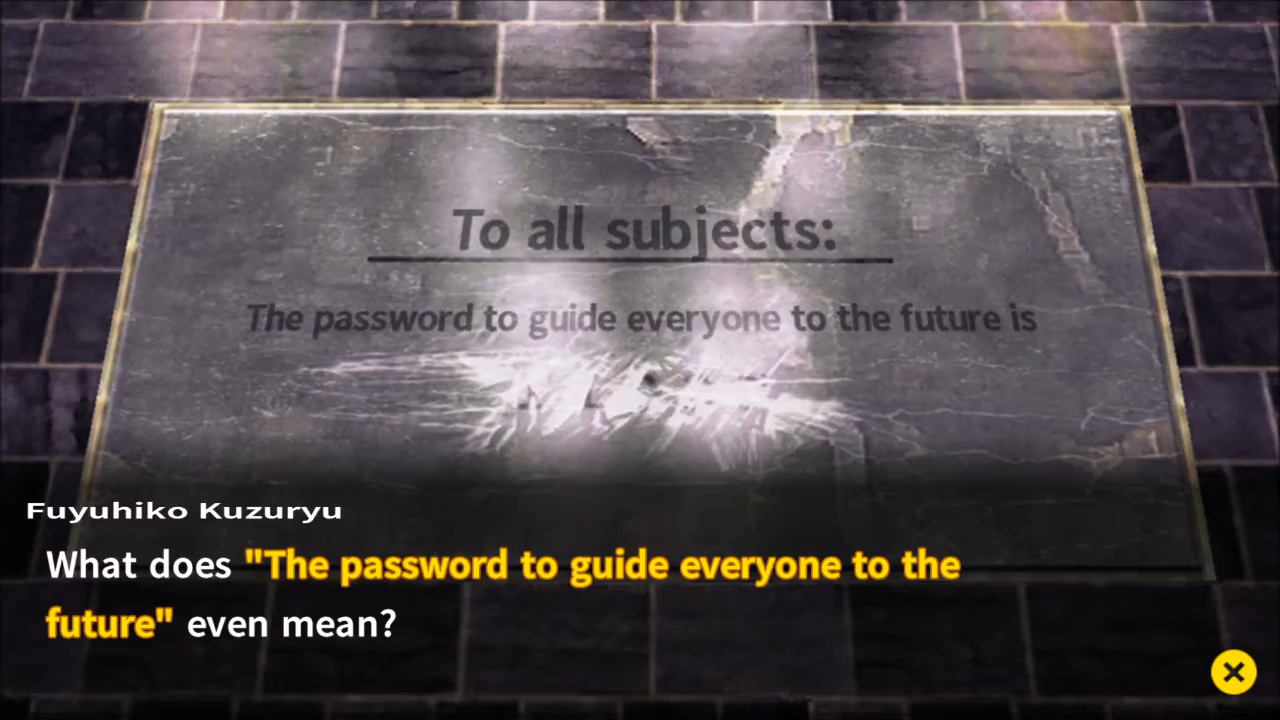 To all subjects:
The password to guide everyone to the future is
Fuyuhiko Kuzuryu
What does "The password to guide everyone to the
future" even mean?